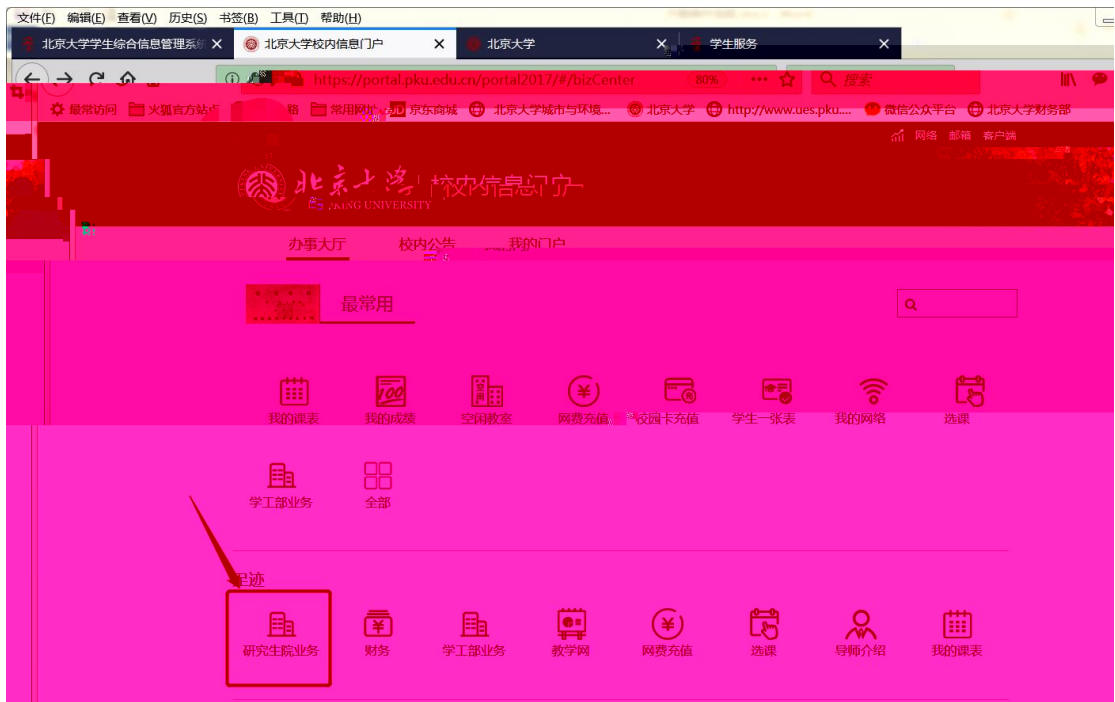 文件(F) 编辑(E) 查看(V) 历史(S) 书签(B) 工具(T) 帮助(H)
北京大学学生综合信息管理系统 北京大学校内信息门户 北京大学 学生服务
https://portal.pku.edu.cn/portal2017/#/bizCenter 80% 搜索
最常访问 火狐官方站点 常用网址 京东商城 北京大学城市与环境... 北京大学 http://www.ues.pku.... 微信公众平台 北京大学财务部
网络 邮箱 客户端
北京大学 校内信息门户
PEKING UNIVERSITY
办事大厅 校内公告 我的门户
最常用
我的课表 我的成绩 空闲教室 网费充值 校园卡充值 学生一张表 我的网络 选课
学工部业务 全部
足迹
研究生院业务 财务 学工部业务 教学网 网费充值 选课 导师介绍 我的课表